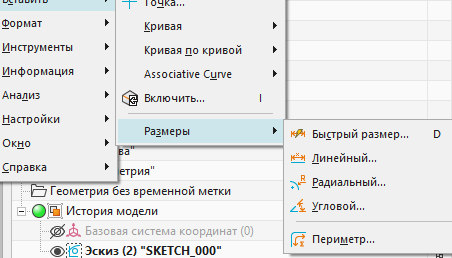 Вставить
Формат
Инструменты
Информация
Анализ
Настройки
Окно
Справка
Точка...
Кривая
Кривая по кривой
Associative Curve
Включить... I
Размеры
Быстрый размер... D
Линейный...
Радиальный...
Угловой...
Периметр...
ва"
етрия"
Геометрия без временной метки
История модели
Базовая система координат (0)
Эскиз (2) "SKETCH_000"